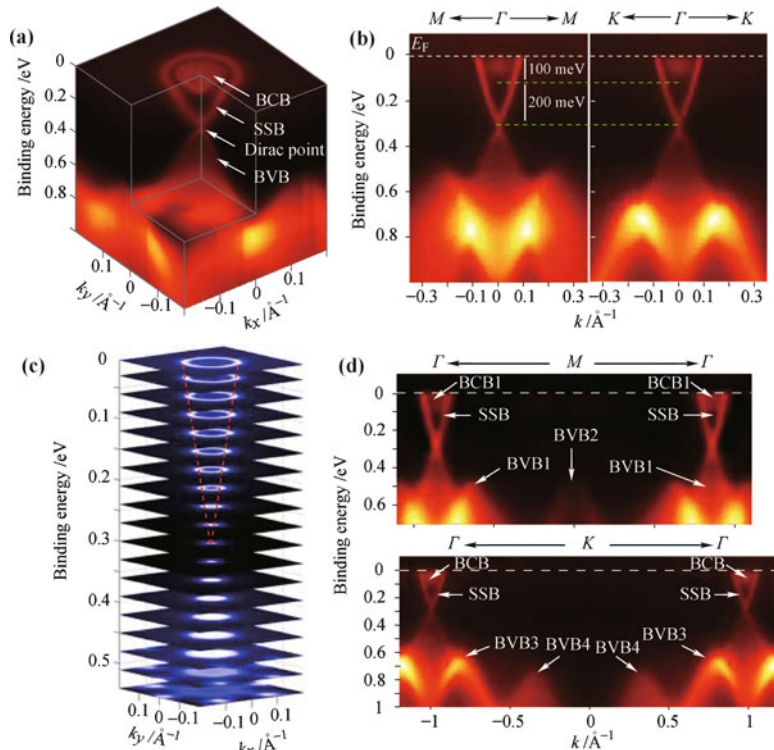 (a)
Binding energy /eV
0
0.2
0.4
0.6
0.8
BCB
SSB
Dirac point
BVB
0.1
0
−0.1
ky /Å−1
−0.1
0
0.1
kx /Å−1
(b)
M Γ M
K Γ K
Binding energy /eV
EF
0
0.2
0.4
0.6
0.8
100 meV
200 meV
−0.3 −0.1 0 0.1 0.3
−0.3 −0.1 0 0.1 0.3
k /Å−1
(c)
Binding energy /eV
0
0.1
0.2
0.3
0.4
0.5
0.1
0
−0.1
ky /Å−1
−0.1
0
0.1
(d)
Γ M Γ
BCB1 BCB1
SSB SSB
BVB2
BVB1 BVB1
0
0.2
0.4
0.6
−1 −0.5 0 0.5 1
Binding energy /eV
Γ K Γ
BCB BCB
SSB SSB
BVB3 BVB4 BVB4 BVB3
0
0.2
0.4
0.6
0.8
1
−1 −0.5 0 0.5 1
k /Å−1